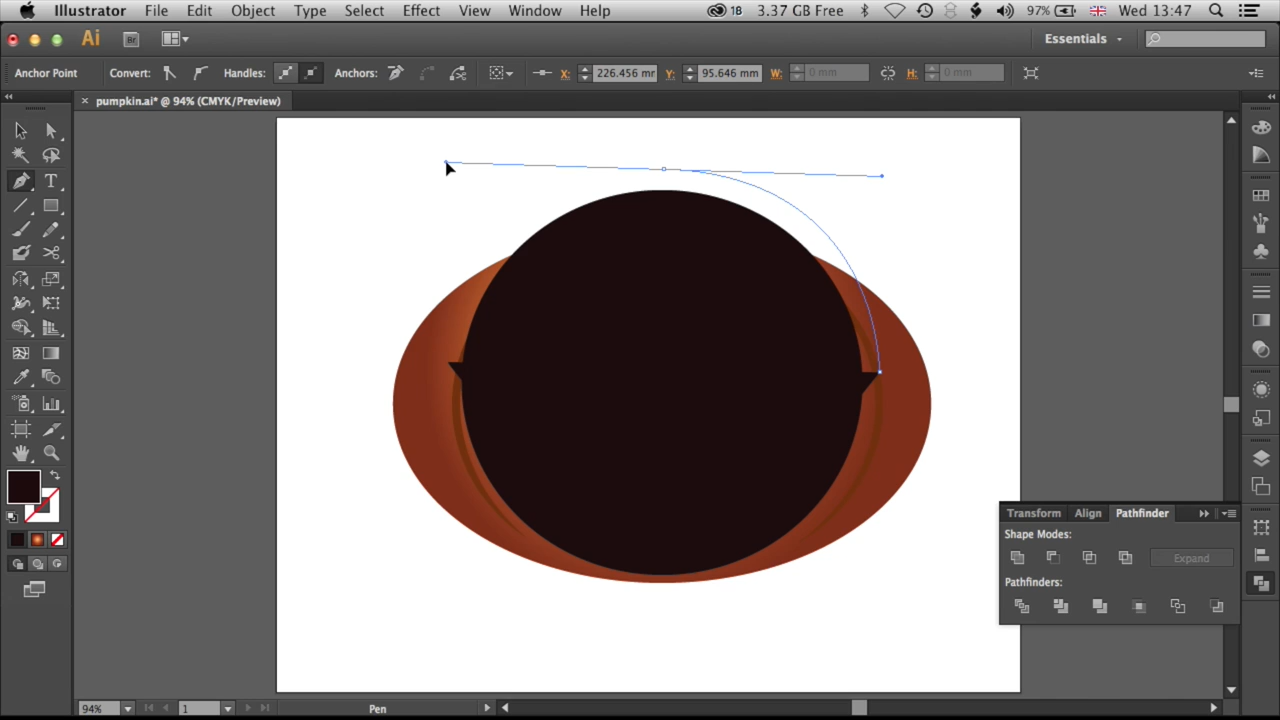 Illustrator File Edit Object Type Select Effect View Window Help 1B 3.37 GB Free 97% Wed 13:47
Ai Br Essentials
Anchor Point Convert: Handles: Anchors: X: 226.456 mr Y: 95.646 mm W: 0 mm H: 0 mm
× pumpkin.ai* @ 94% (CMYK/Preview)
T
Transform Align Pathfinder
Shape Modes:
Expand
Pathfinders:
94% 1 Pen